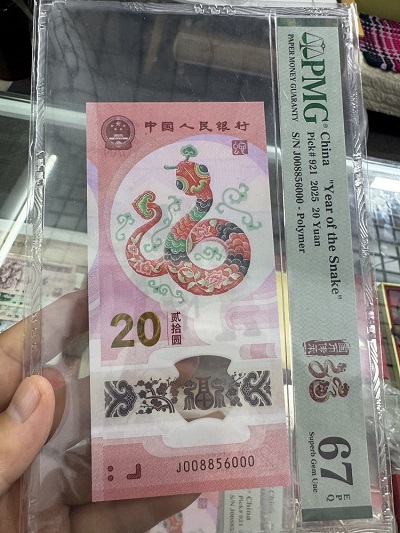 中国人民银行
20
贰拾圆
福
J008856000
PMG®
PAPER MONEY GUARANTY
China
"Year of the Snake"
Pick# 921 2025 20 Yuan
S/N J008856000 - Polymer
67
EPQ
Superb Gem Unc